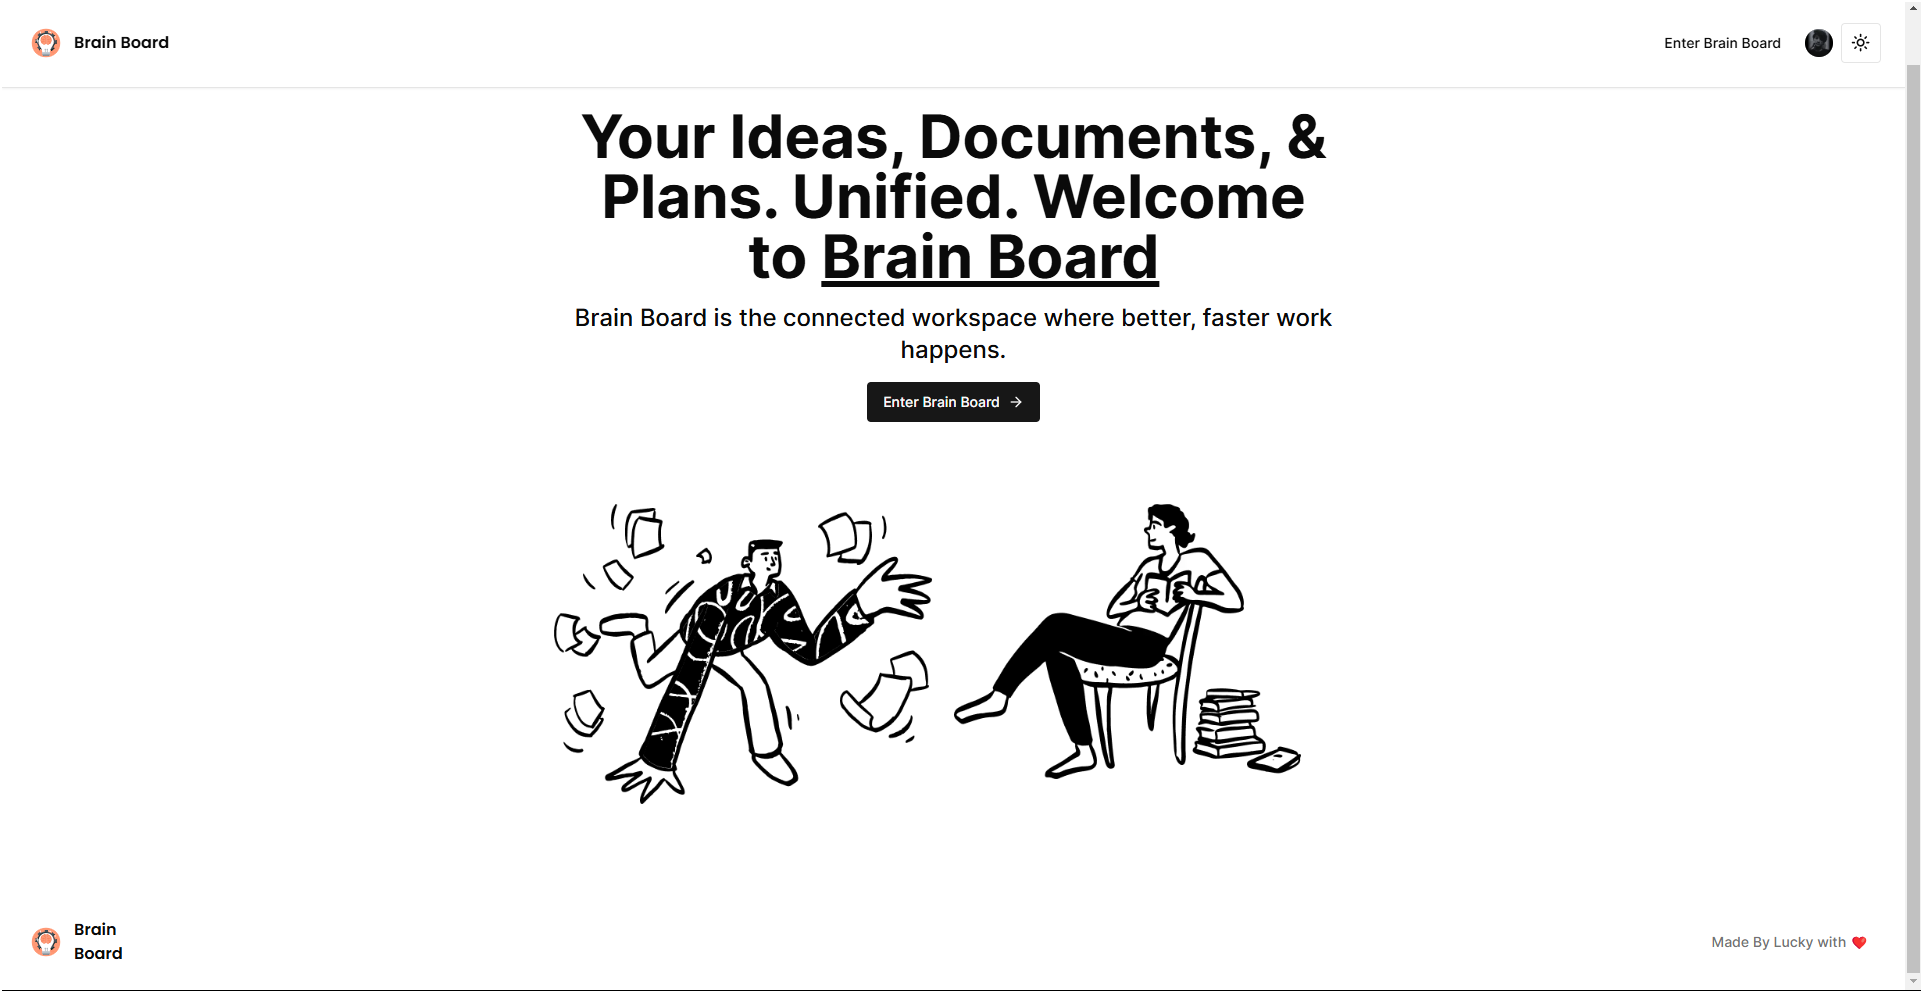 Brain Board
Enter Brain Board
Your Ideas, Documents, &
Plans. Unified. Welcome
to Brain Board
Brain Board is the connected workspace where better, faster work
happens.
Enter Brain Board →
Brain
Board
Made By Lucky with ❤️